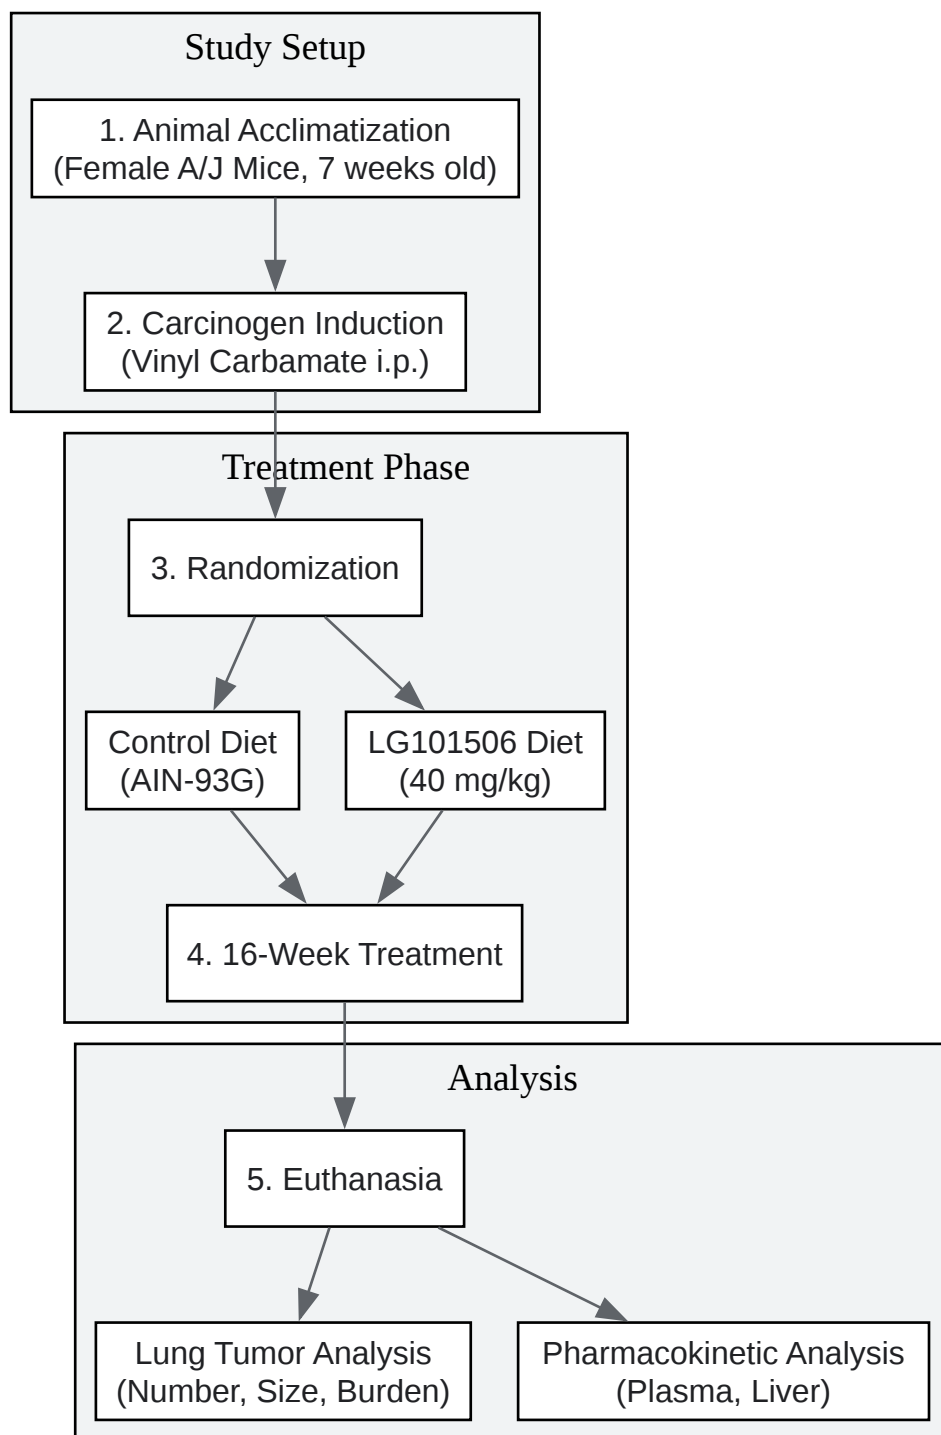 Study Setup
1. Animal Acclimatization
(Female A/J Mice, 7 weeks old)
2. Carcinogen Induction
(Vinyl Carbamate i.p.)
Treatment Phase
3. Randomization
Control Diet
(AIN-93G)
LG101506 Diet
(40 mg/kg)
4. 16-Week Treatment
Analysis
5. Euthanasia
Lung Tumor Analysis
(Number, Size, Burden)
Pharmacokinetic Analysis
(Plasma, Liver)